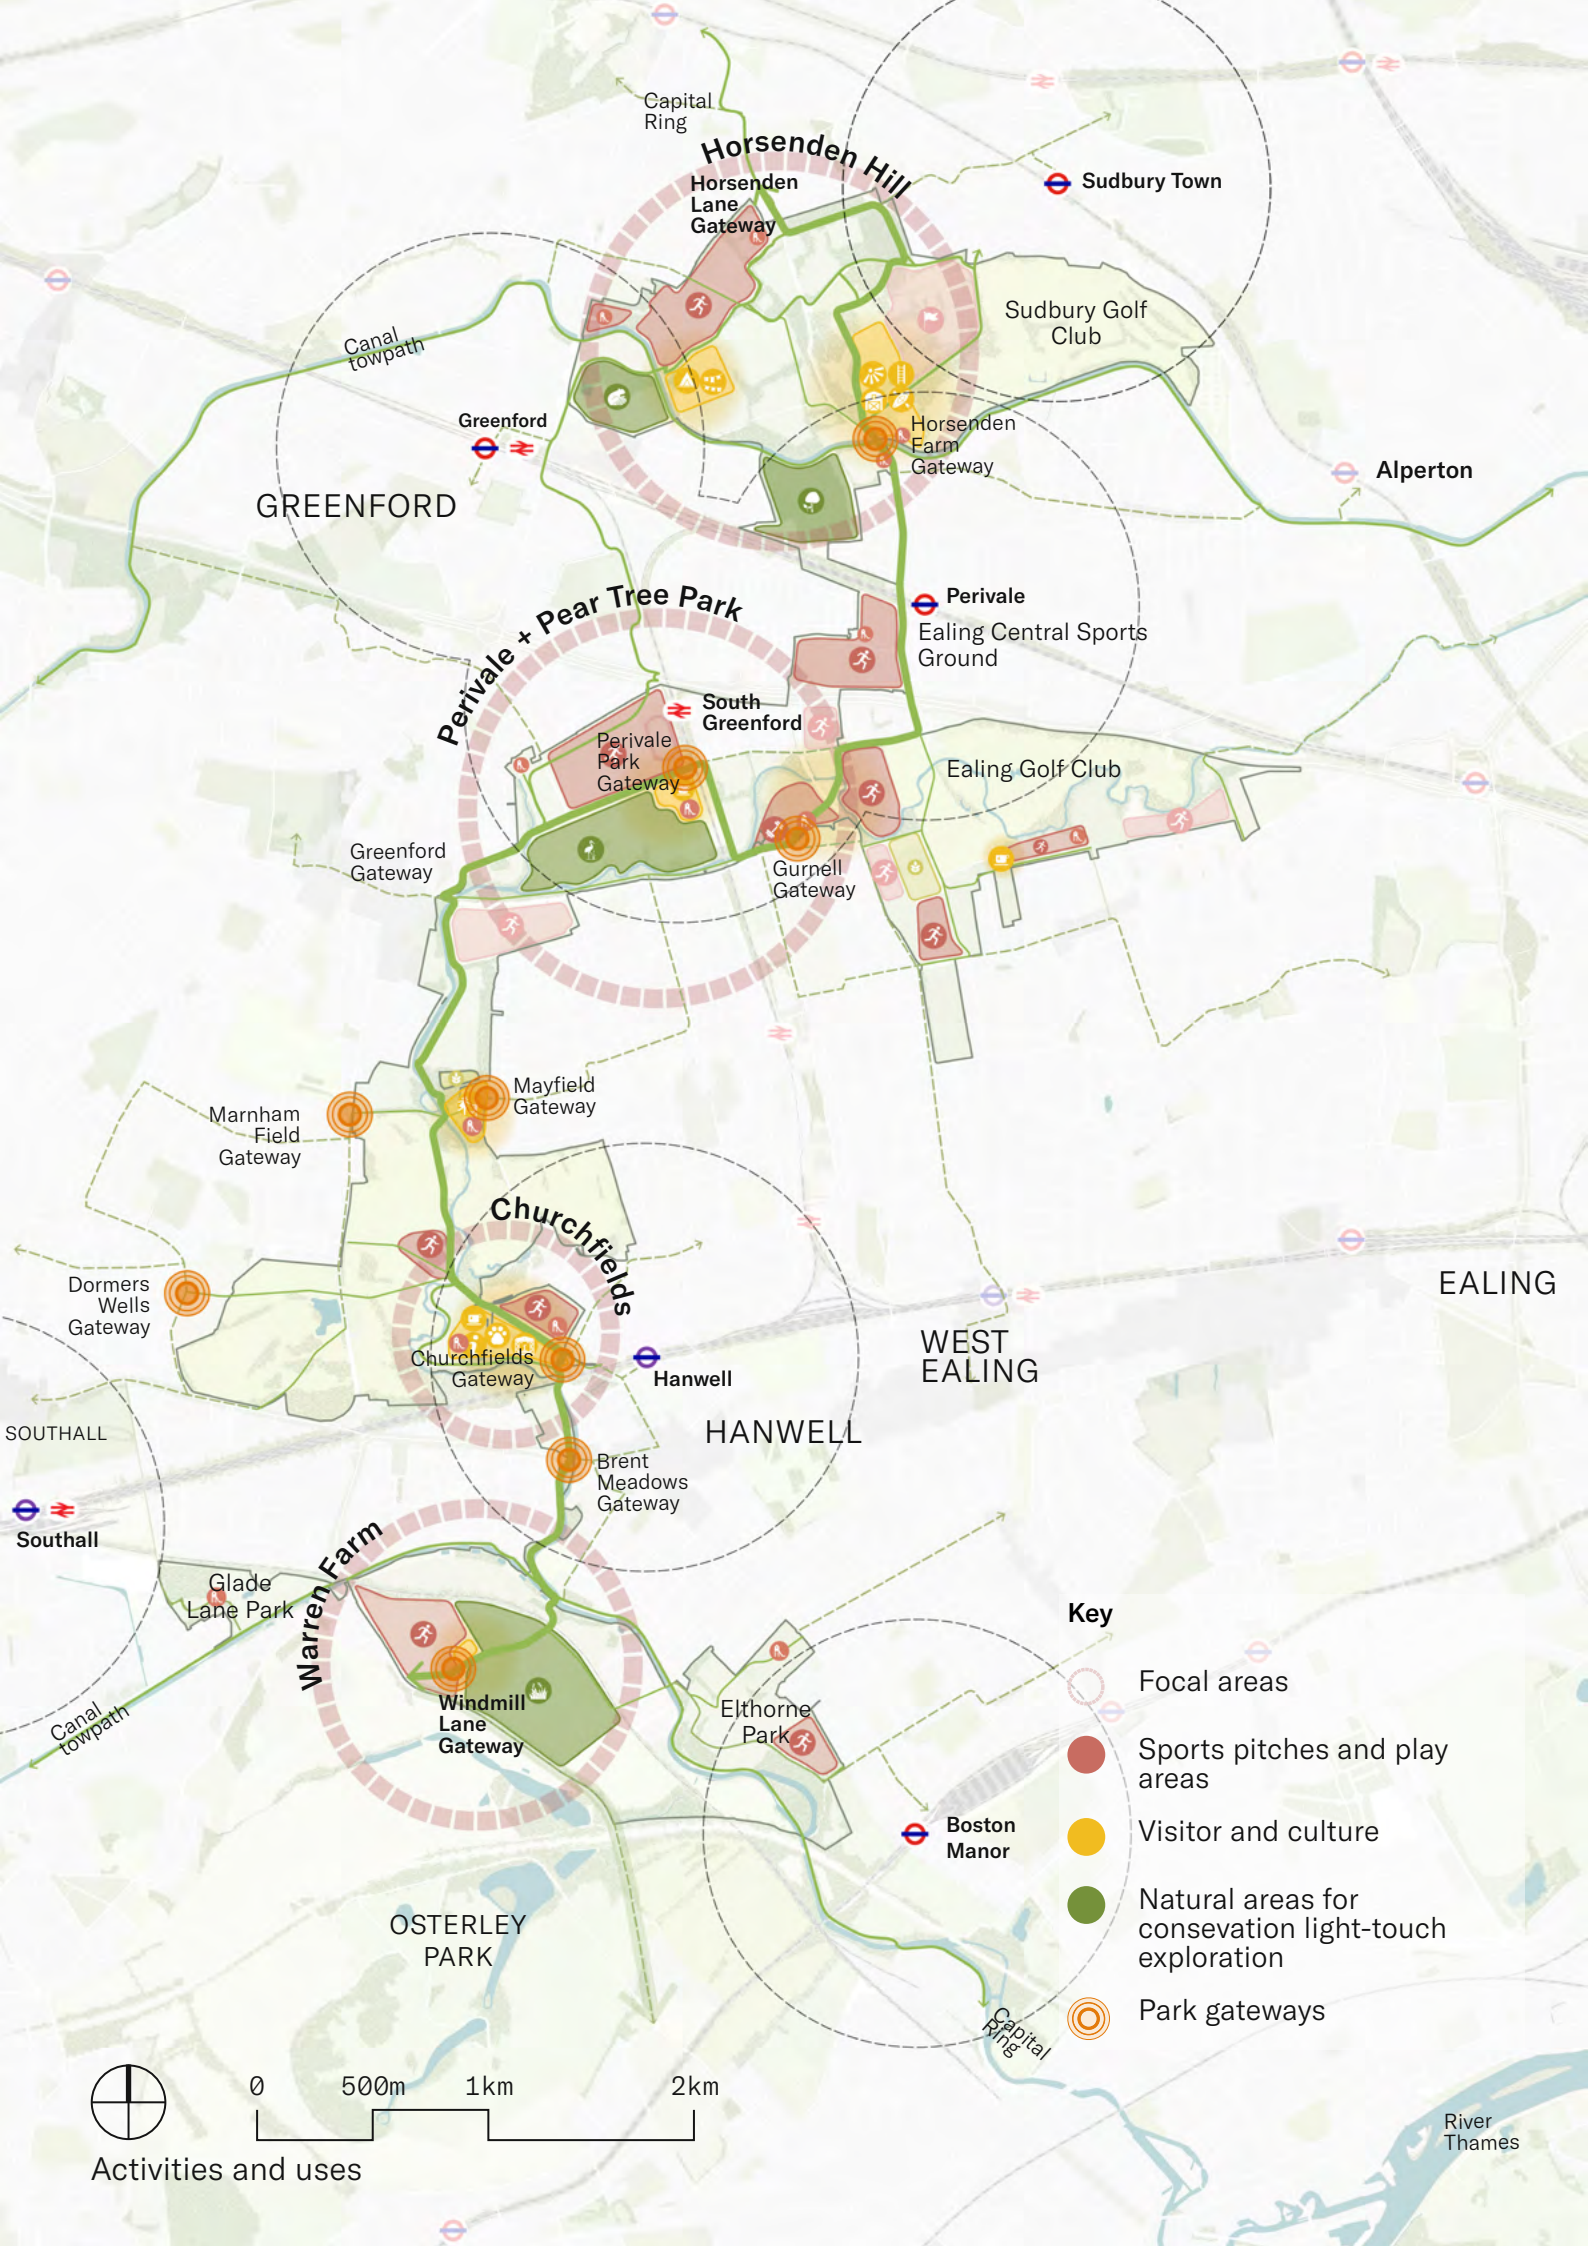 Capital
Ring
Horsenden Hill
Horsenden
Lane
Gateway
Sudbury Town
Sudbury Golf
Club
Canal
towpath
Greenford
Horsenden
Farm
Gateway
Alperton
GREENFORD
Perivale + Pear Tree Park
Perivale
Ealing Central Sports
Ground
South
Greenford
Perivale
Park
Gateway
Ealing Golf Club
Greenford
Gateway
Gurnell
Gateway
Mayfield
Gateway
Marnham
Field
Gateway
Churchfields
Dormers
Wells
Gateway
EALING
WEST
EALING
Churchfields
Gateway
Hanwell
HANWELL
SOUTHALL
Brent
Meadows
Gateway
Southall
Warren Farm
Glade
Lane Park
Canal
towpath
Windmill
Lane
Gateway
Elthorne
Park
Boston
Manor
OSTERLEY
PARK
Capital
Ring
Key
Focal areas
Sports pitches and play
areas
Visitor and culture
Natural areas for
consevation light-touch
exploration
Park gateways
River
Thames
0 500m 1km 2km
Activities and uses